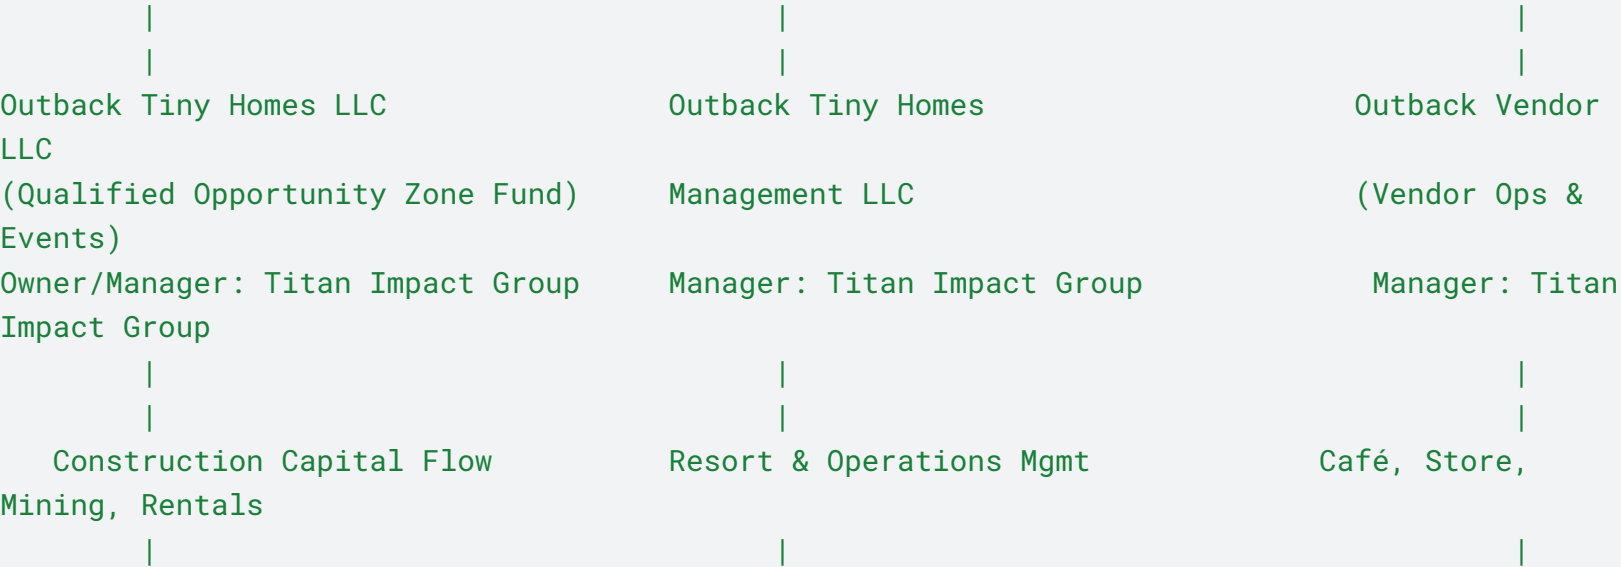 |                                   |                                         |
|                                   |                                         |
Outback Tiny Homes LLC                Outback Tiny Homes                     Outback Vendor
LLC
(Qualified Opportunity Zone Fund)     Management LLC                         (Vendor Ops &
Events)
Owner/Manager: Titan Impact Group     Manager: Titan Impact Group             Manager: Titan
Impact Group
|                                   |                                         |
|                                   |                                         |
Construction Capital Flow          Resort & Operations Mgmt             Café, Store,
Mining, Rentals
|                                   |                                         |